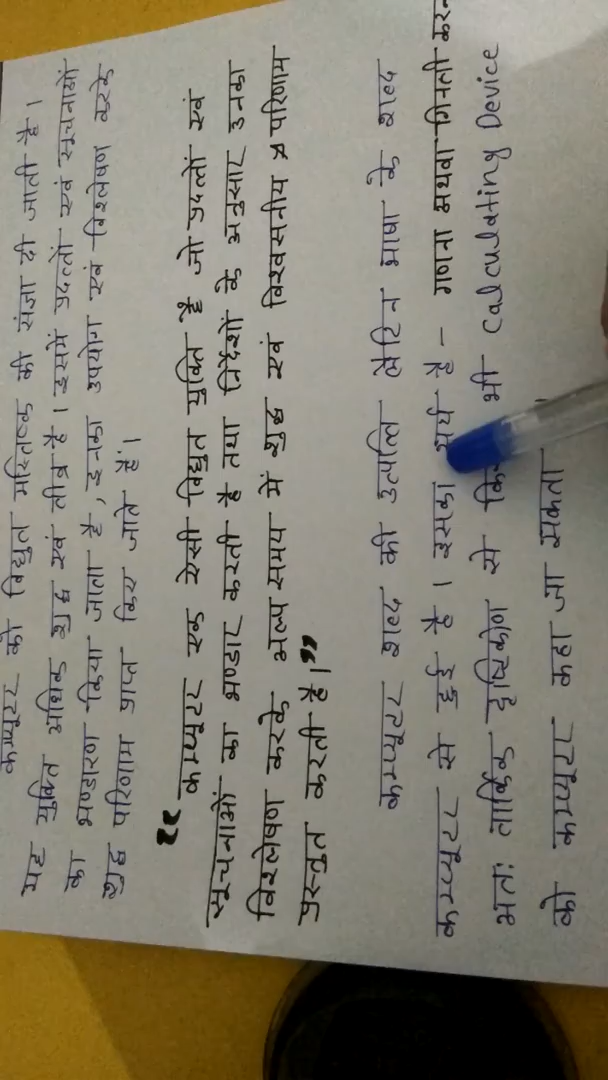 कम्प्यूटर को विद्युत मस्तिष्क की संज्ञा दी जाती है।
यह युक्ति अधिक शुद्ध एवं तीव्र है। इसमें प्रदत्तों एवं सूचनाओं
का भण्डारण किया जाता है, इनका उपयोग एवं विश्लेषण करके
शुद्ध परिणाम प्राप्त किये जाते हैं।
“ कम्प्यूटर एक ऐसी विद्युत युक्ति है जो प्रदत्तों एवं
सूचनाओं का भण्डार करती है तथा निर्देशों के अनुसार उनका
विश्लेषण करके अल्प समय में शुद्ध एवं विश्वसनीय परिणाम
प्रस्तुत करती है।”
कम्प्यूटर शब्द की उत्पत्ति लैटिन भाषा के शब्द
कम्प्यूटर से हुई है। इसका अर्थ है - गणना अथवा गिनती करन
अतः तार्किक दृष्टिकोण से भी Calculating Device
को कम्प्यूटर कहा जा सकता